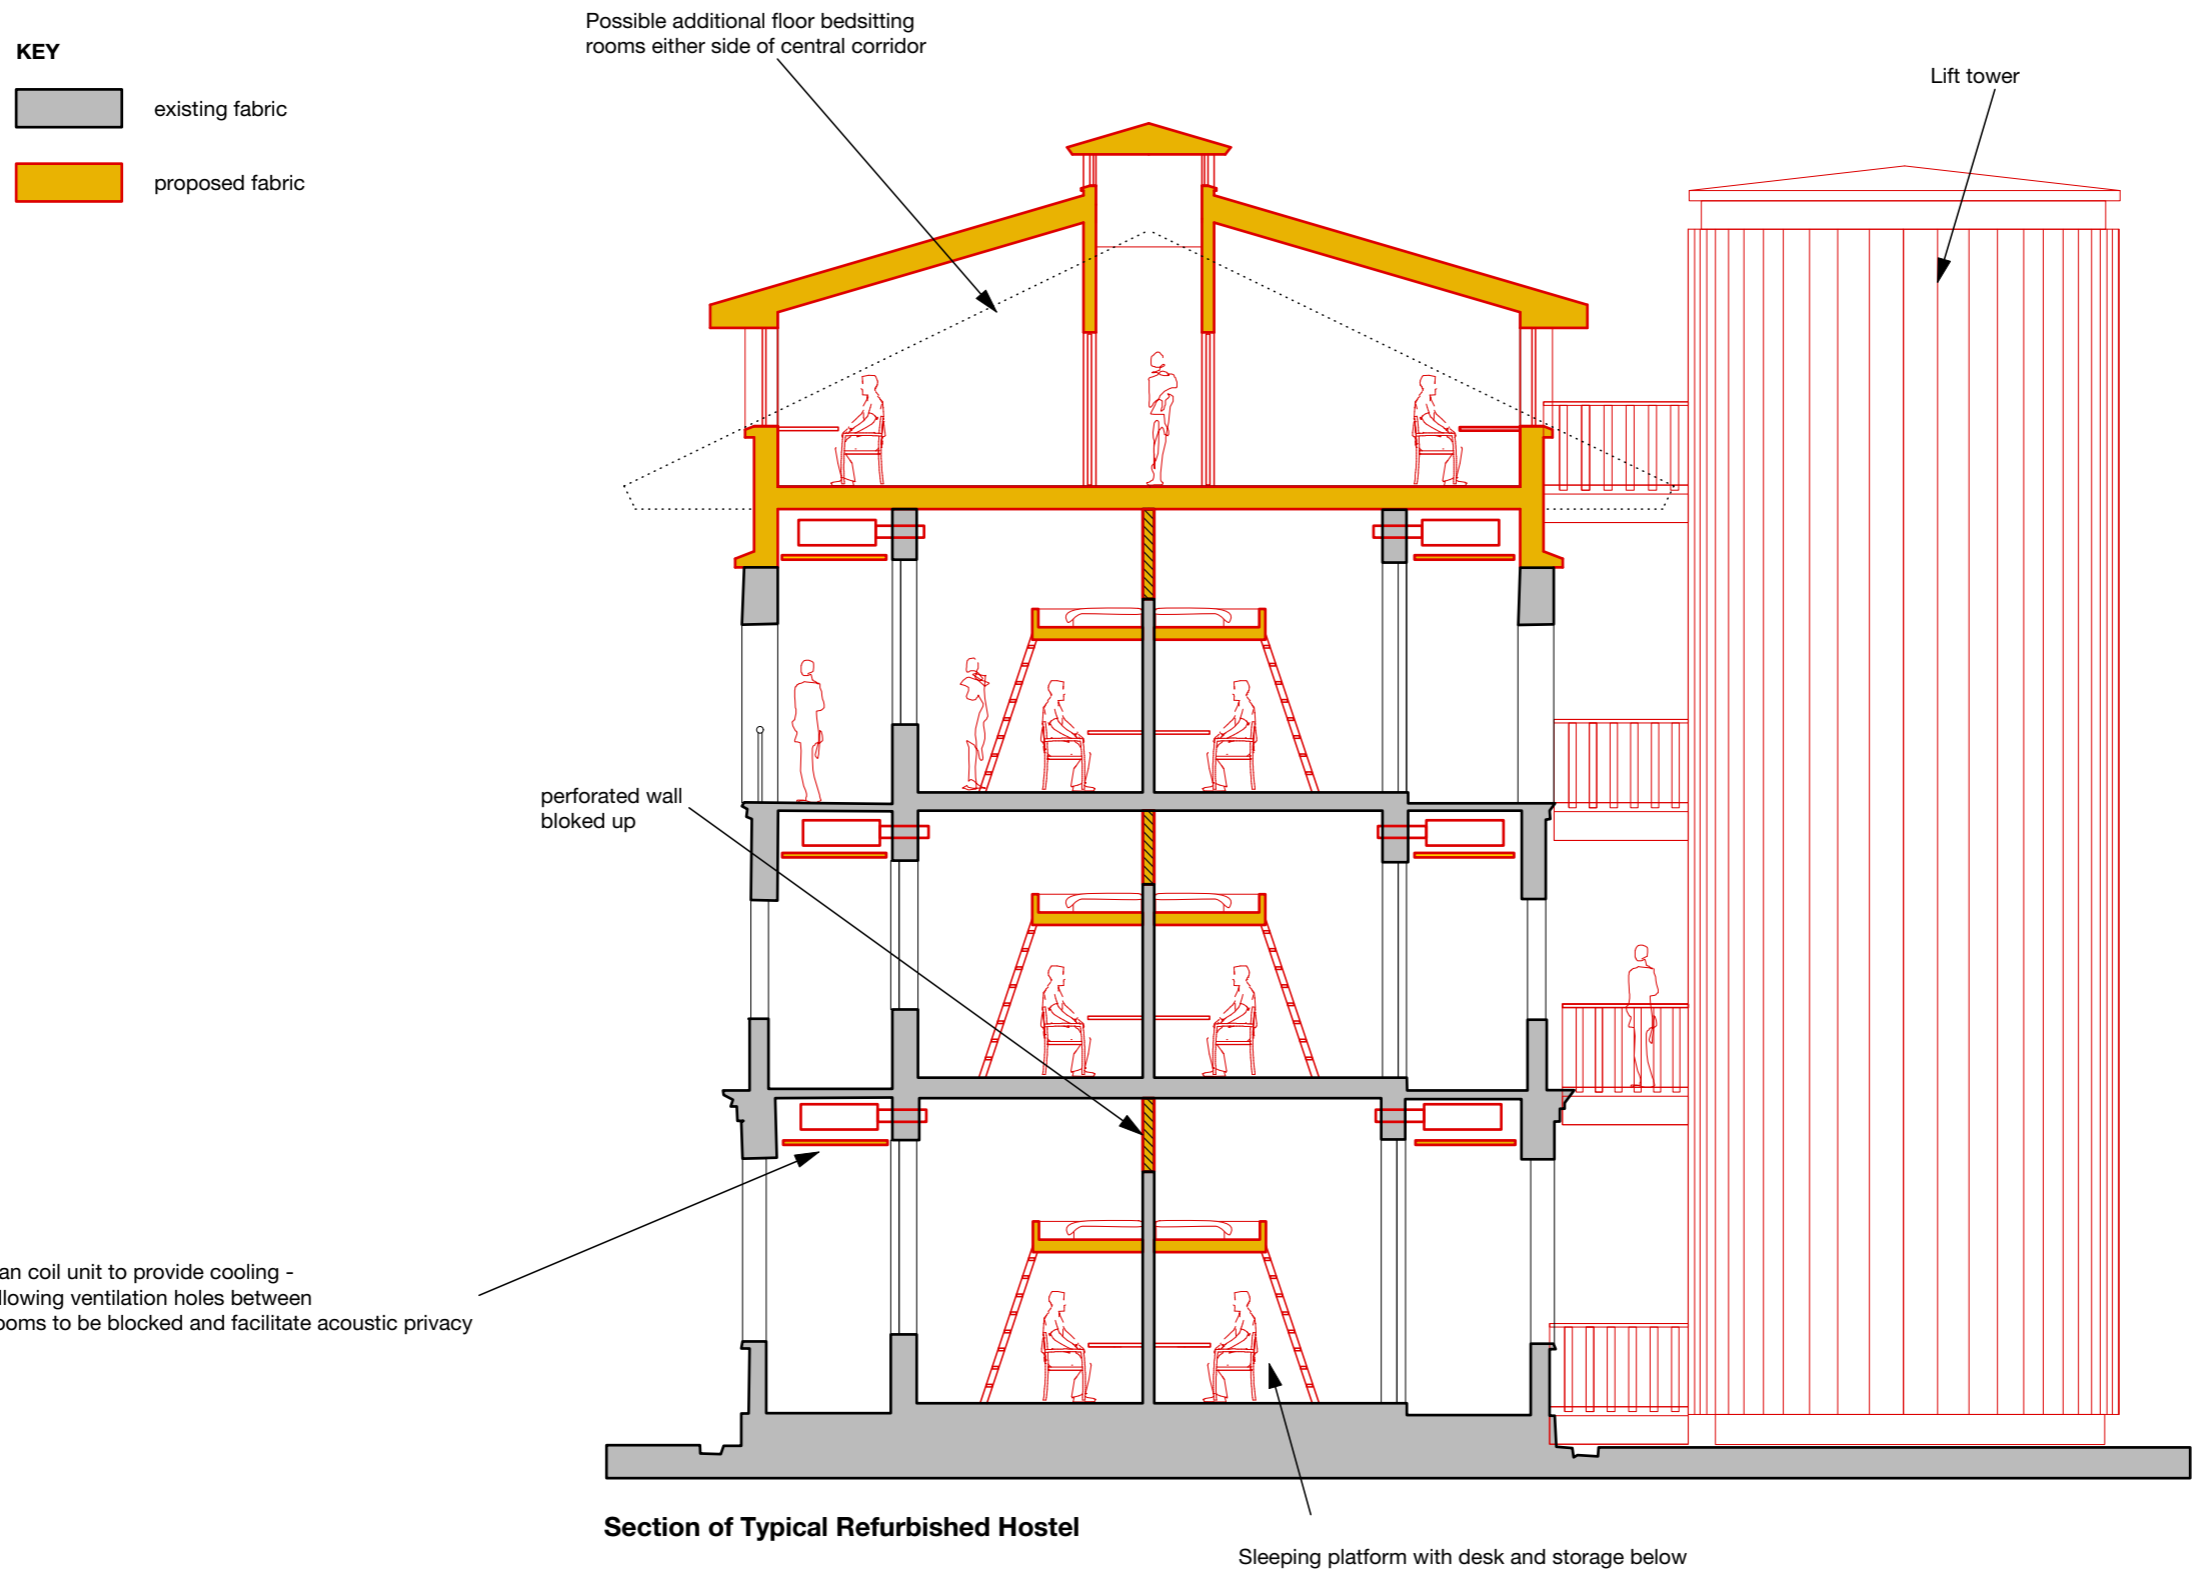 KEY
existing fabric
proposed fabric
Possible additional floor bedsitting
rooms either side of central corridor
Lift tower
perforated wall
bloked up
an coil unit to provide cooling -
llowing ventilation holes between
ooms to be blocked and facilitate acoustic privacy
Section of Typical Refurbished Hostel
Sleeping platform with desk and storage below